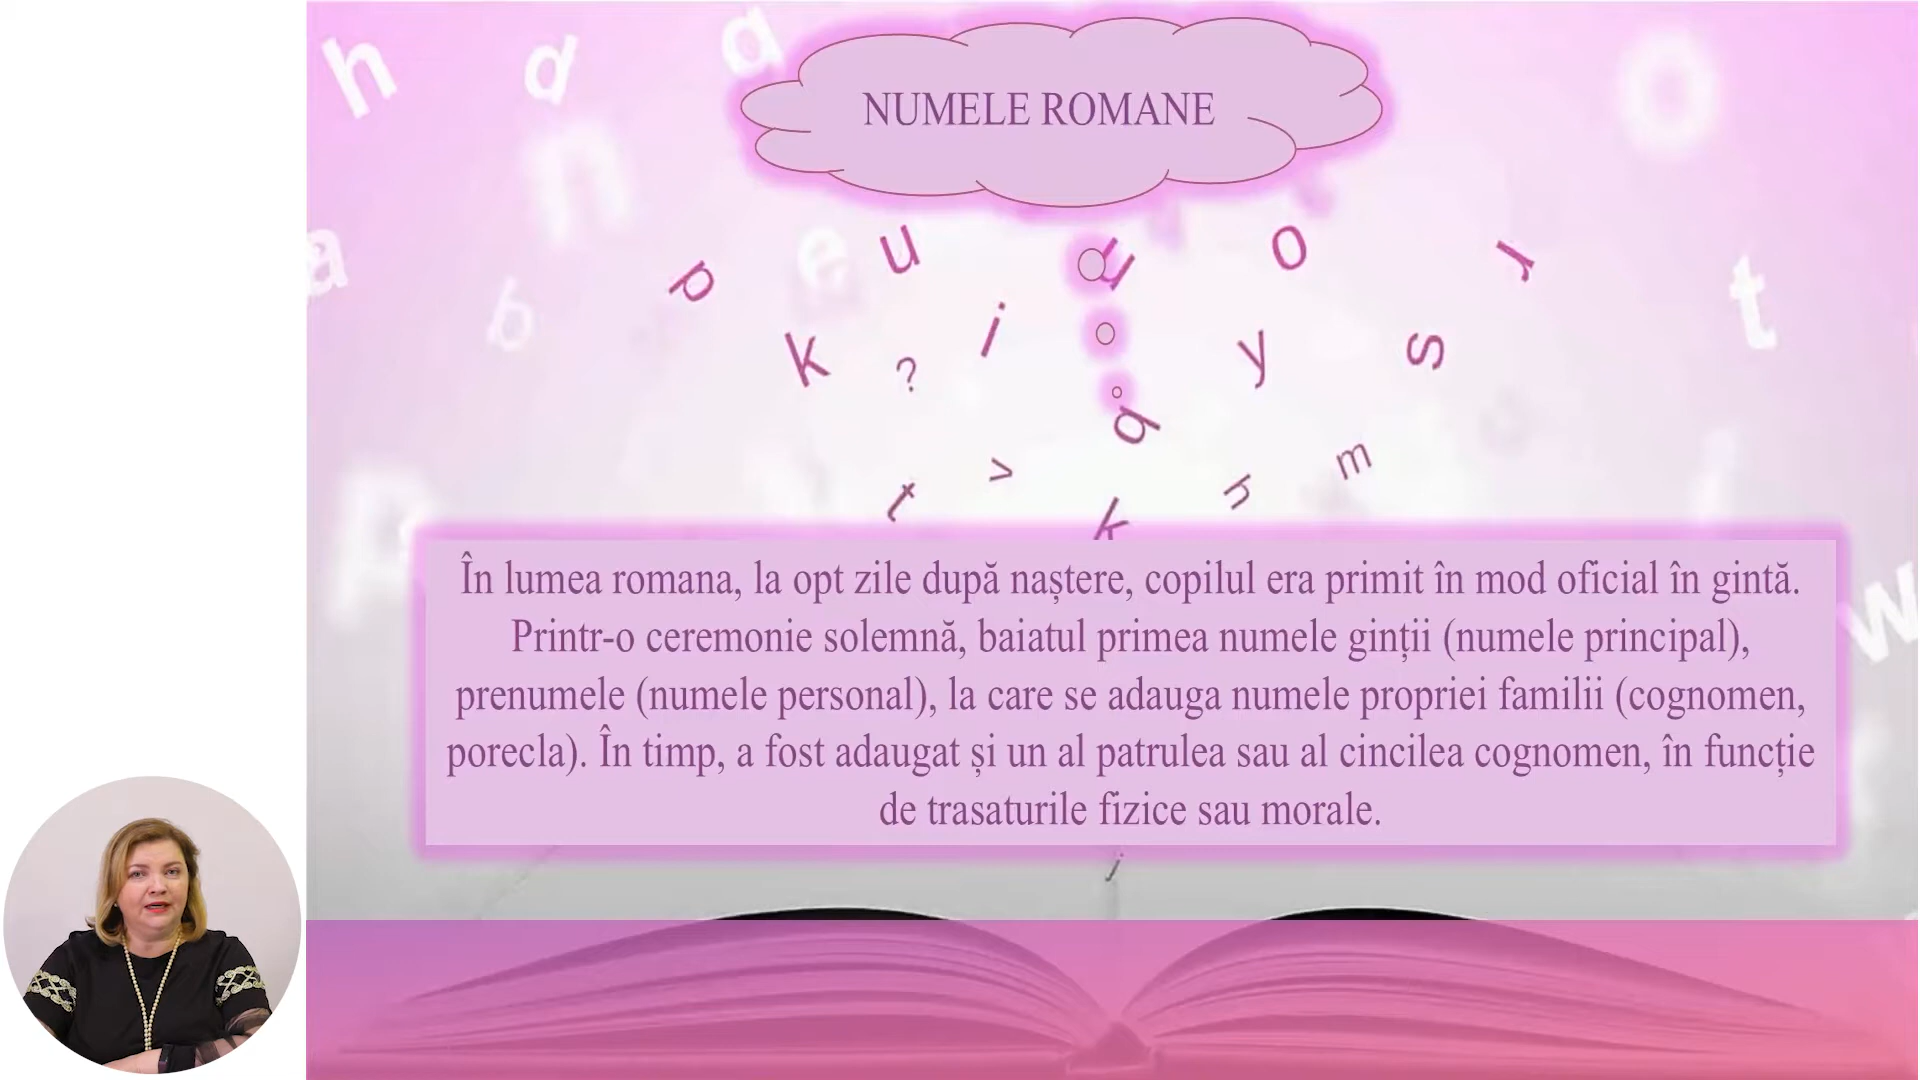 NUMELE ROMANE
În lumea romana, la opt zile după naștere, copilul era primit în mod oficial în gintă.
Printr-o ceremonie solemnă, baiatul primea numele ginții (numele principal),
prenumele (numele personal), la care se adauga numele propriei familii (cognomen,
porecla). În timp, a fost adaugat și un al patrulea sau al cincilea cognomen, în funcție
de trasaturile fizice sau morale.